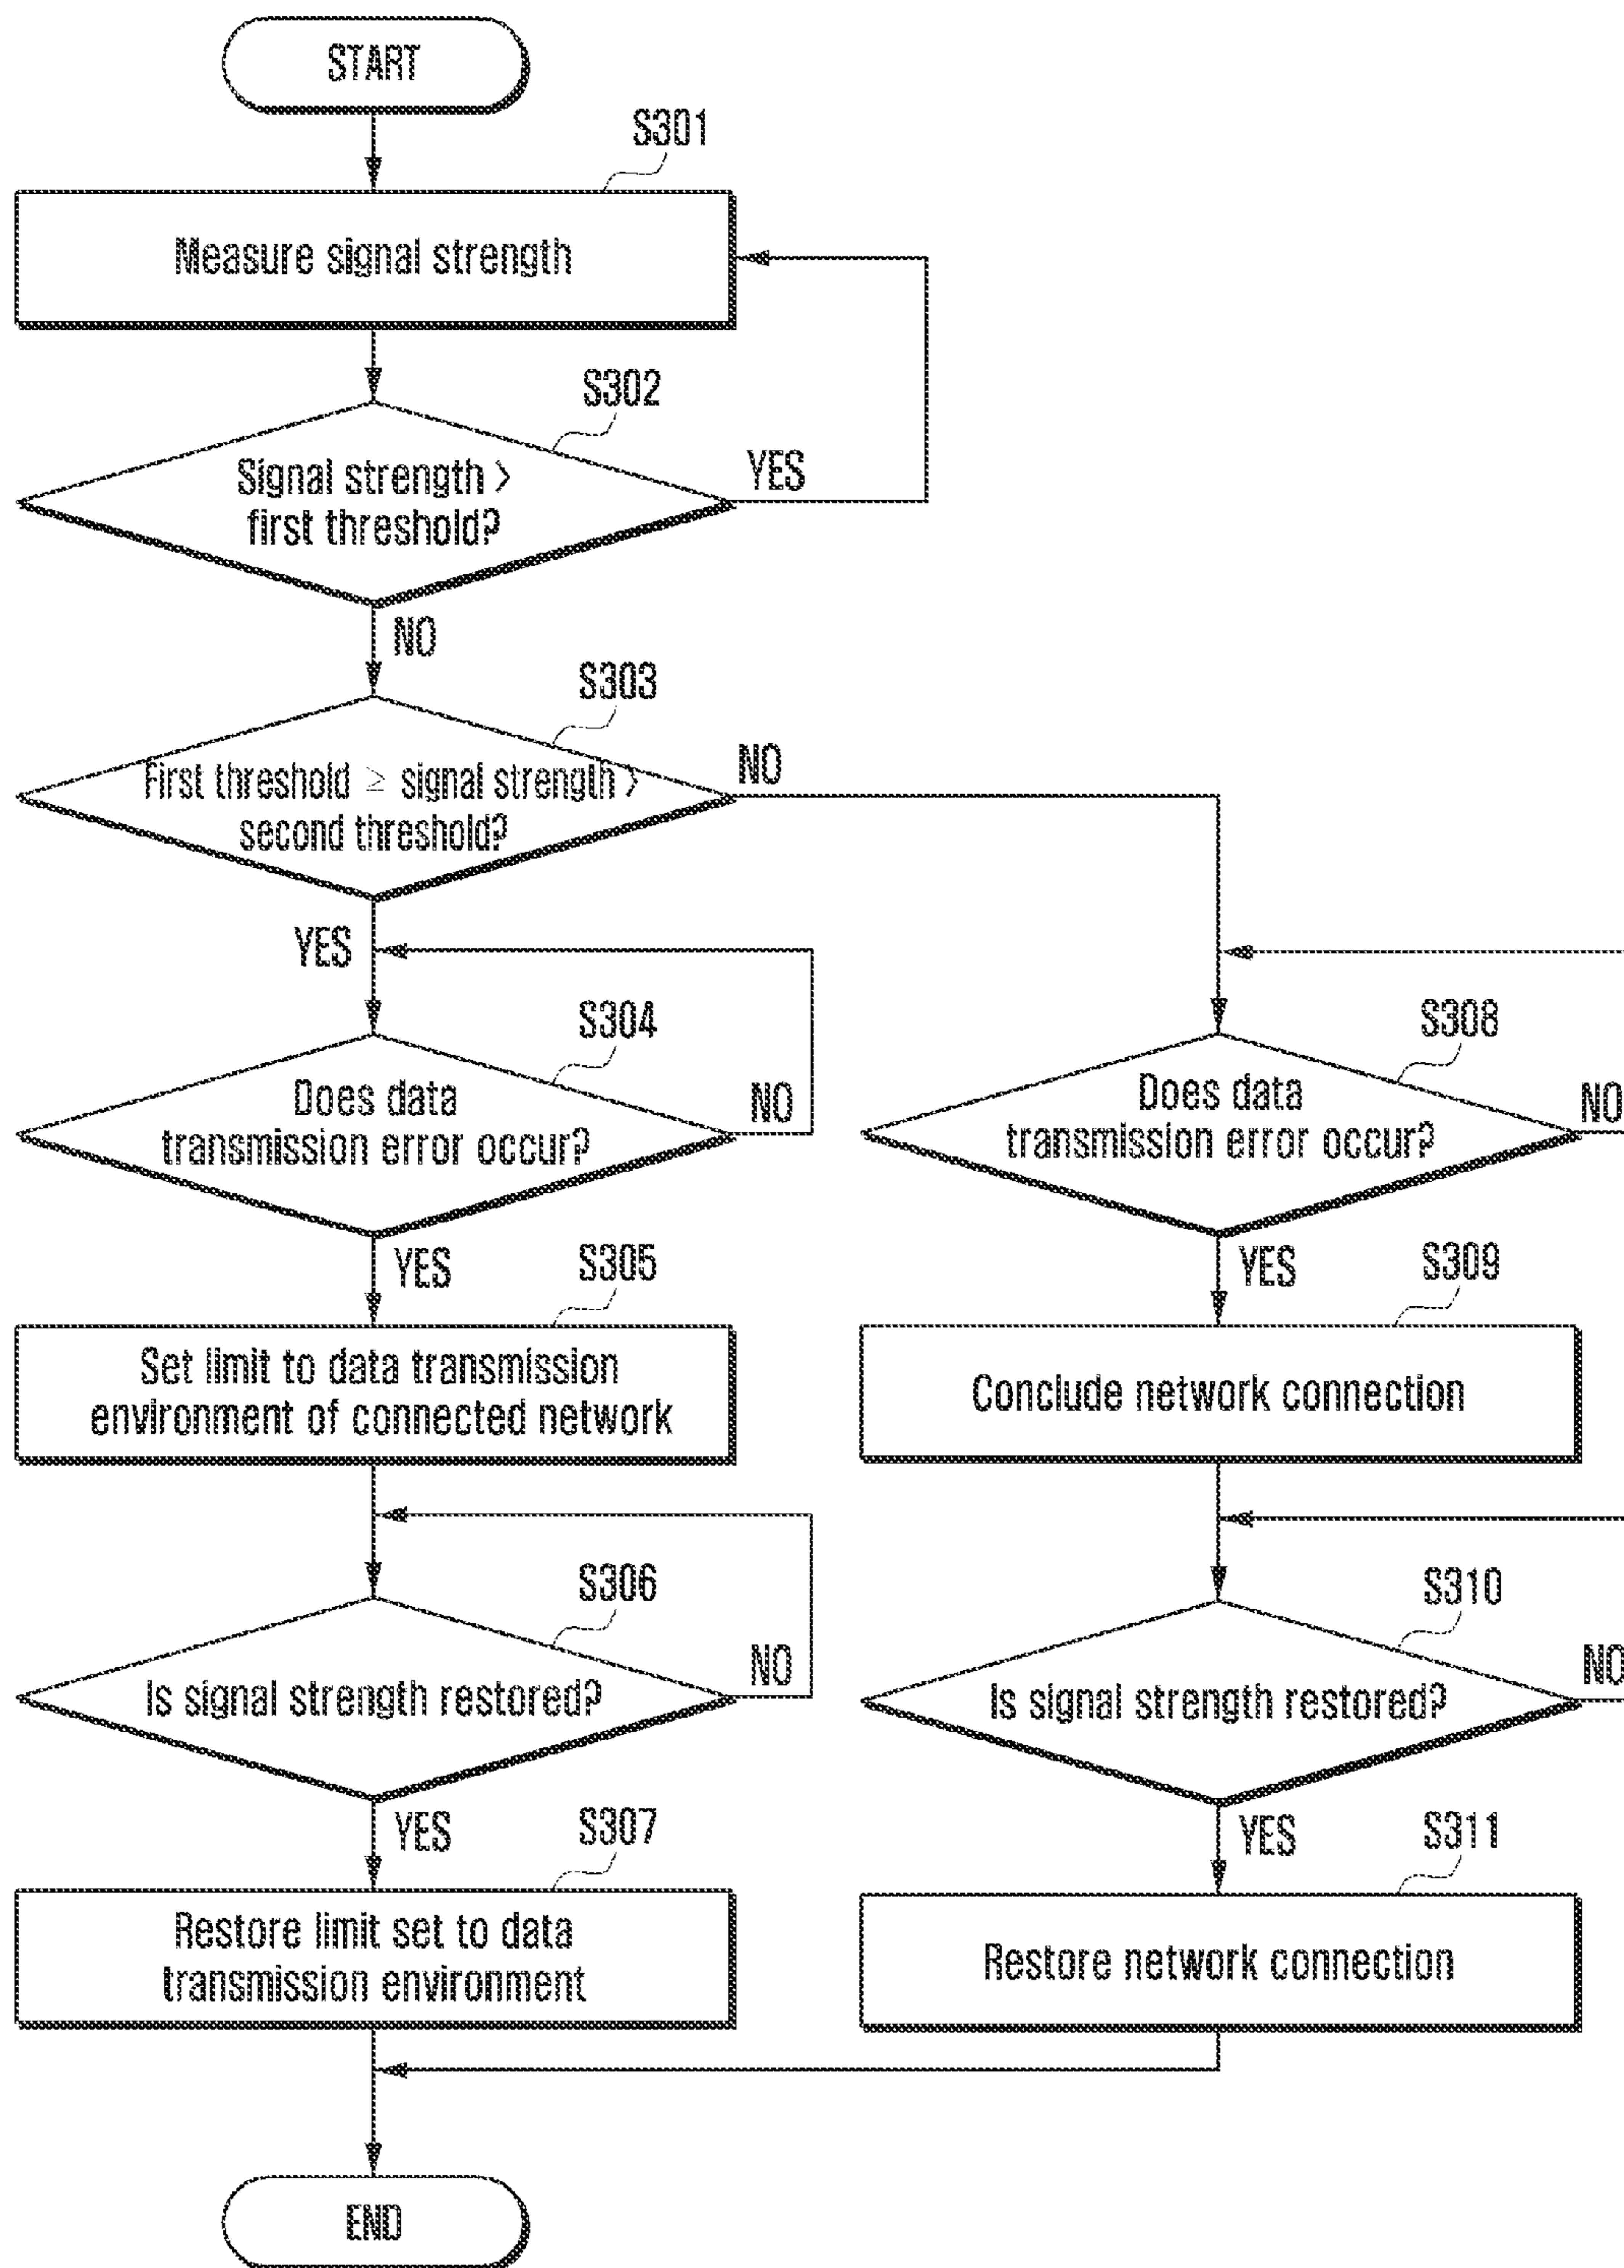 START
S301
Measure signal strength
S302
Signal strength >
first threshold?
YES
NO
S303
First threshold ≥ signal strength >
second threshold?
NO
YES
S304
Does data
transmission error occur?
NO
YES
S305
Set limit to data transmission
environment of connected network
S306
Is signal strength restored?
NO
YES
S307
Restore limit set to data
transmission environment
S308
Does data
transmission error occur?
NO
YES
S309
Conclude network connection
S310
Is signal strength restored?
NO
YES
S311
Restore network connection
END